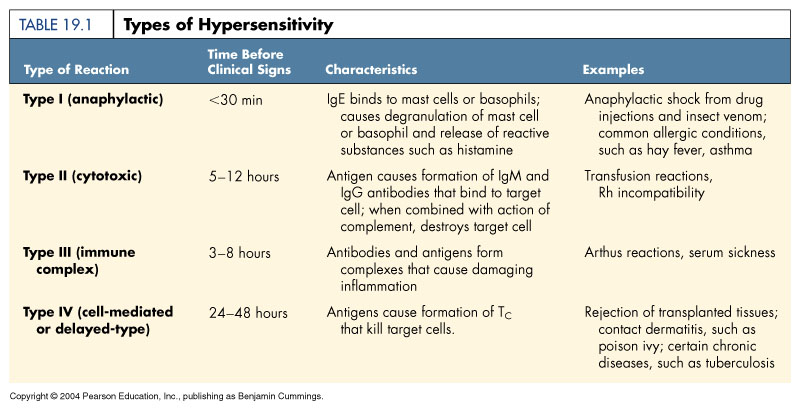 TABLE 19.1 Types of Hypersensitivity
Type of Reaction Time Before Clinical Signs Characteristics Examples
Type I (anaphylactic) <30 min IgE binds to mast cells or basophils; Anaphylactic shock from drug
causes degranulation of mast cell injections and insect venom;
or basophil and release of reactive common allergic conditions,
substances such as histamine such as hay fever, asthma
Type II (cytotoxic) 5–12 hours Antigen causes formation of IgM and Transfusion reactions,
IgG antibodies that bind to target Rh incompatibility
cell; when combined with action of
complement, destroys target cell
Type III (immune 3–8 hours Antibodies and antigens form Arthus reactions, serum sickness
complex) complexes that cause damaging
inflammation
Type IV (cell-mediated 24–48 hours Antigens cause formation of TC Rejection of transplanted tissues;
or delayed-type) that kill target cells. contact dermatitis, such as
poison ivy; certain chronic
diseases, such as tuberculosis
Copyright © 2004 Pearson Education, Inc., publishing as Benjamin Cummings.